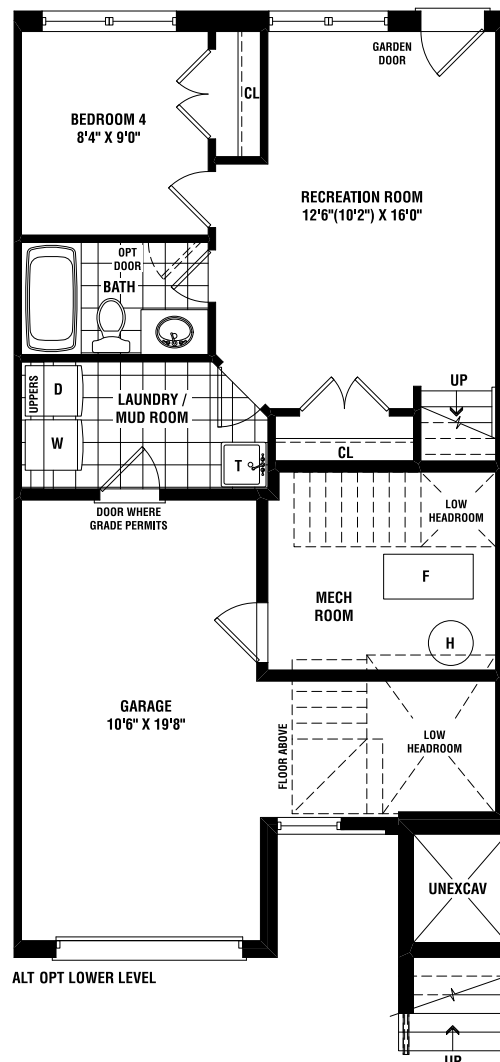 GARDEN
DOOR
CL
BEDROOM 4
8'4" X 9'0"
RECREATION ROOM
12'6"(10'2") X 16'0"
OPT
DOOR
BATH
UP
UPPERS
D
LAUNDRY /
MUD ROOM
W
T
CL
DOOR WHERE
GRADE PERMITS
LOW
HEADROOM
F
MECH
ROOM
H
GARAGE
10'6" X 19'8"
FLOOR ABOVE
LOW
HEADROOM
UNEXCAV
ALT OPT LOWER LEVEL
UP